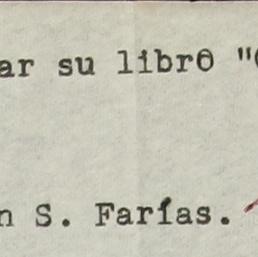 ar su libro "
n S. Farías.